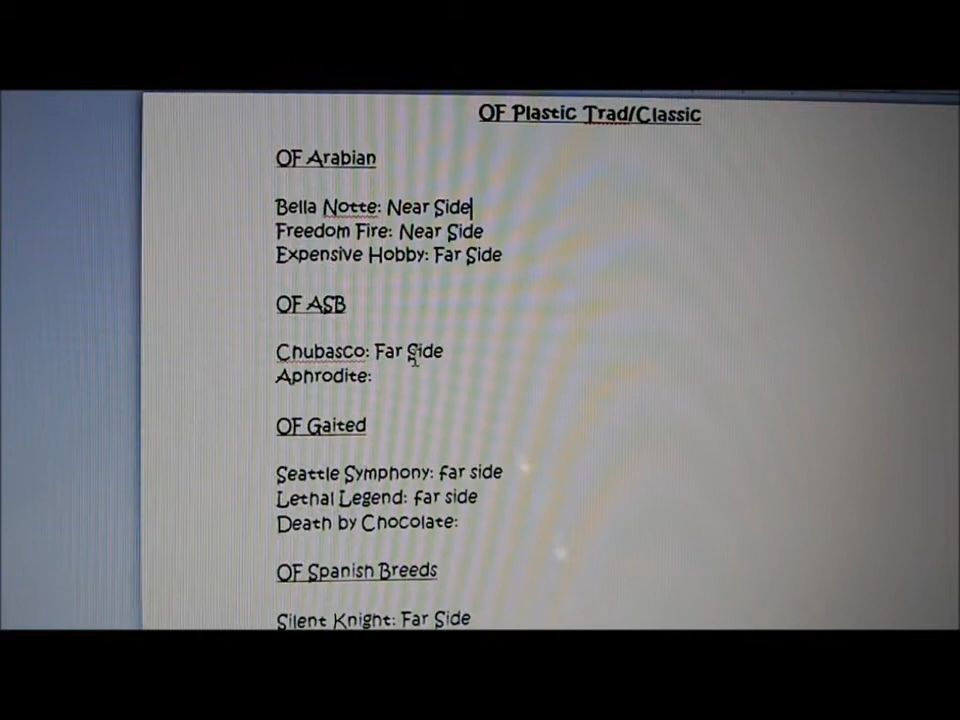 OF Plastic Trad/Classic
OF Arabian
Bella Notte: Near Side
Freedom Fire: Near Side
Expensive Hobby: Far Side
OF ASB
Chubasco: Far Side
Aphrodite:
OF Gaited
Seattle Symphony: far side
Lethal Legend: far side
Death by Chocolate:
OF Spanish Breeds
Silent Knight: Far Side